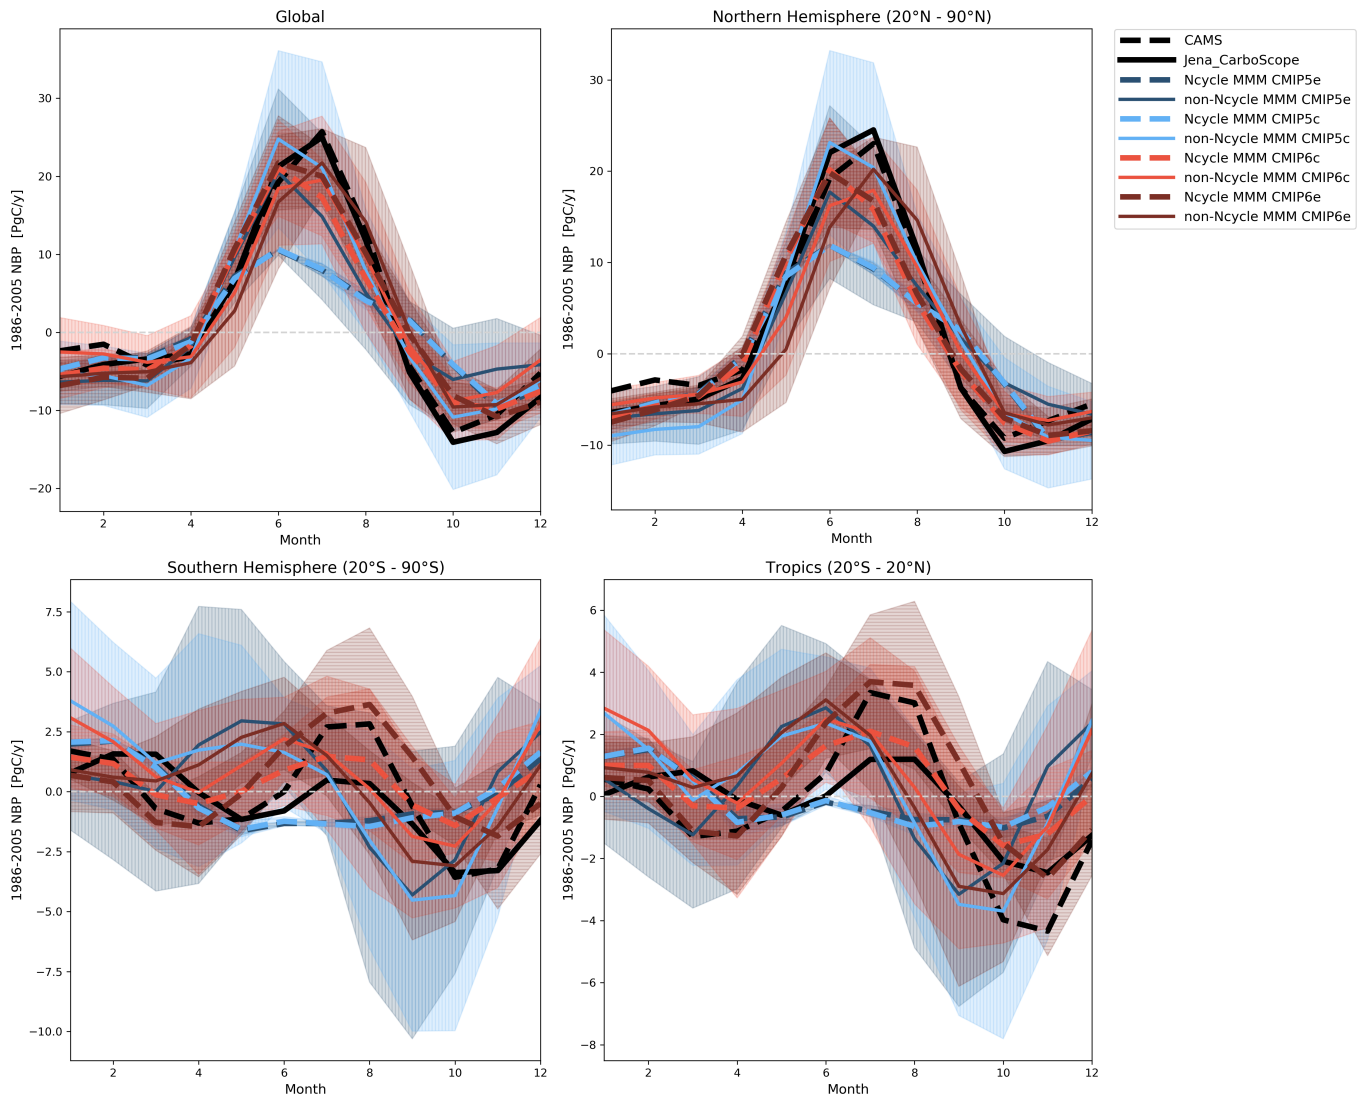 Global
1986-2005 NBP [PgC/y]
30
20
10
0
−10
−20
2
4
6
8
10
12
Month
Northern Hemisphere (20°N - 90°N)
1986-2005 NBP [PgC/y]
30
20
10
0
−10
2
4
6
8
10
12
Month
CAMS
Jena_CarboScope
Ncycle MMM CMIP5e
non-Ncycle MMM CMIP5e
Ncycle MMM CMIP5c
non-Ncycle MMM CMIP5c
Ncycle MMM CMIP6c
non-Ncycle MMM CMIP6c
Ncycle MMM CMIP6e
non-Ncycle MMM CMIP6e
Southern Hemisphere (20°S - 90°S)
1986-2005 NBP [PgC/y]
7.5
5.0
2.5
0.0
−2.5
−5.0
−7.5
−10.0
2
4
6
8
10
12
Month
Tropics (20°S - 20°N)
1986-2005 NBP [PgC/y]
6
4
2
0
−2
−4
−6
−8
2
4
6
8
10
12
Month